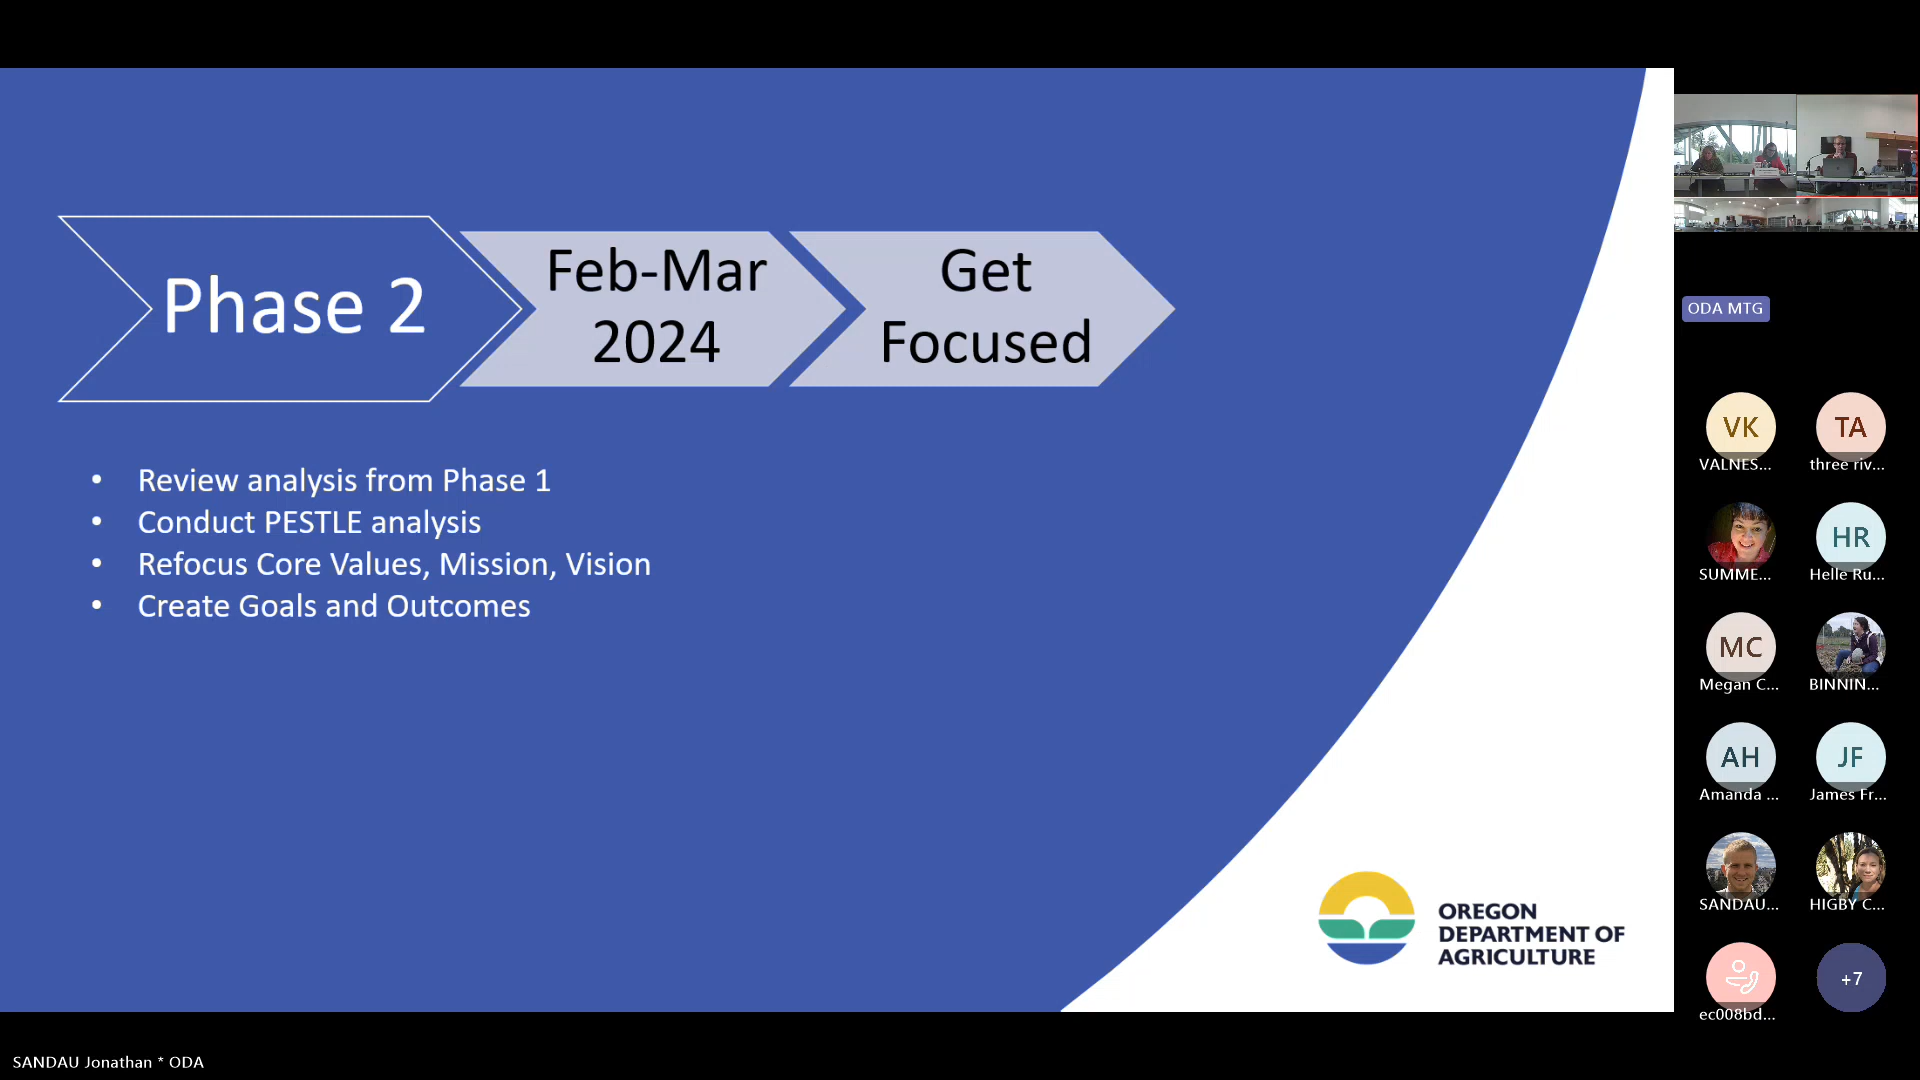 Phase 2
Feb-Mar
2024
Get
Focused
• Review analysis from Phase 1
• Conduct PESTLE analysis
• Refocus Core Values, Mission, Vision
• Create Goals and Outcomes
OREGON
DEPARTMENT OF
AGRICULTURE
ODA MTG
VK
VALNES...
TA
three riv...
SUMME...
HR
Helle Ru...
MC
Megan C...
BINNIN...
AH
Amanda ...
JF
James Fr...
SANDAU...
HIGBY C...
ec008bd...
+7
SANDAU Jonathan * ODA